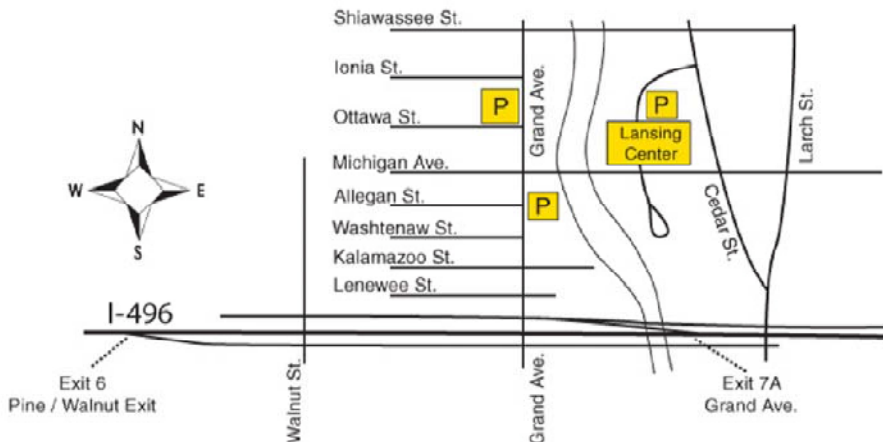 Shiawassee St.
Ionia St.
P
P
Ottawa St.
Grand Ave.
Lansing
Center
Larch St.
N
Michigan Ave.
W
E
Allegan St.
P
Cedar St.
Washtenaw St.
S
Kalamazoo St.
Lenewee St.
I-496
Exit 6
Pine / Walnut Exit
Walnut St.
Grand Ave.
Exit 7A
Grand Ave.